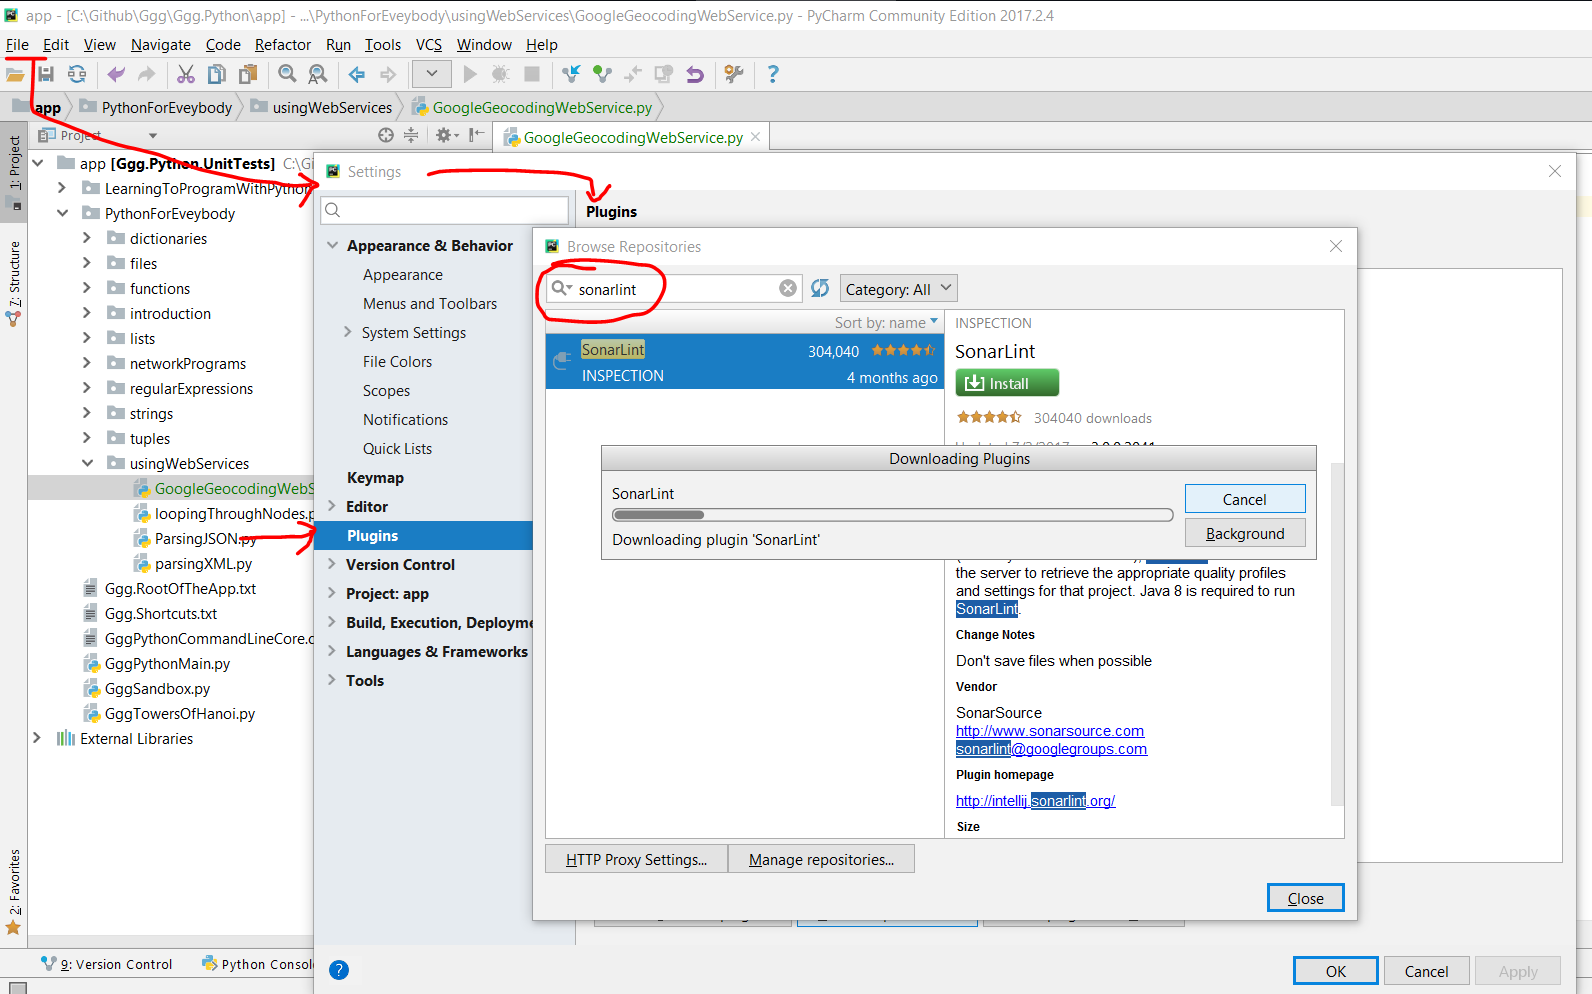 app - [C:\Github\Ggg\Ggg.Python\app] - ...\PythonForEveybody\usingWebServices\GoogleGeocodingWebService.py - PyCharm Community Edition 2017.2.4
File Edit View Navigate Code Refactor Run Tools VCS Window Help
app PythonForEveybody usingWebServices GoogleGeocodingWebService.py
Project
GoogleGeocodingWebService.py
1: Project
7: Structure
2: Favorites
app [Ggg.Python.UnitTests] C:\Gi
LearningToProgramWithPython
PythonForEveybody
dictionaries
files
functions
introduction
lists
networkPrograms
regularExpressions
strings
tuples
usingWebServices
GoogleGeocodingWebS
loopingThroughNodes.p
ParsingJSON.py
parsingXML.py
Ggg.RootOfTheApp.txt
Ggg.Shortcuts.txt
GggPythonCommandLineCore.c
GggPythonMain.py
GggSandbox.py
GggTowersOfHanoi.py
External Libraries
9: Version Control
Python Consol
Settings
Appearance & Behavior
Appearance
Menus and Toolbars
System Settings
File Colors
Scopes
Notifications
Quick Lists
Keymap
Editor
Plugins
Version Control
Project: app
Build, Execution, Deployme
Languages & Frameworks
Tools
Plugins
Browse Repositories
sonarlint
Category: All
Sort by: name
SonarLint 304,040
INSPECTION 4 months ago
INSPECTION
SonarLint
Install
304040 downloads
Downloading Plugins
SonarLint
Cancel
Downloading plugin 'SonarLint'
Background
the server to retrieve the appropriate quality profiles
and settings for that project. Java 8 is required to run
SonarLint.
Change Notes
Don't save files when possible
Vendor
SonarSource
http://www.sonarsource.com
sonarlint@googlegroups.com
Plugin homepage
http://intellij.sonarlint.org/
Size
HTTP Proxy Settings...
Manage repositories...
Close
OK
Cancel
Apply